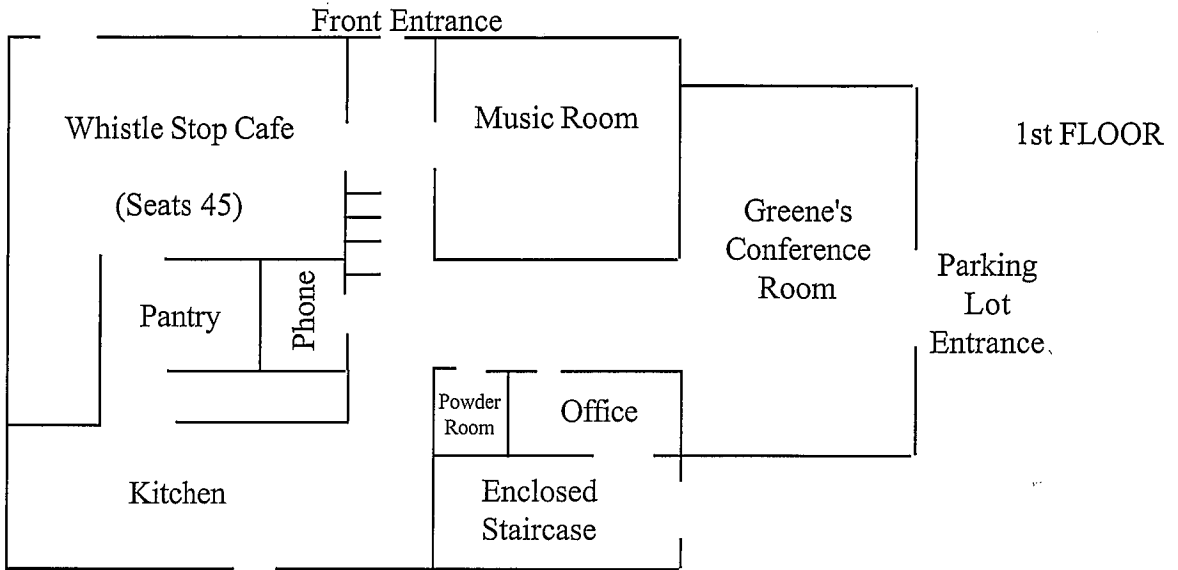 Front Entrance
Whistle Stop Cafe
(Seats 45)
Music Room
1st FLOOR
Greene's
Conference
Room
Parking
Lot
Entrance
Pantry
Phone
Powder
Room
Office
Kitchen
Enclosed
Staircase